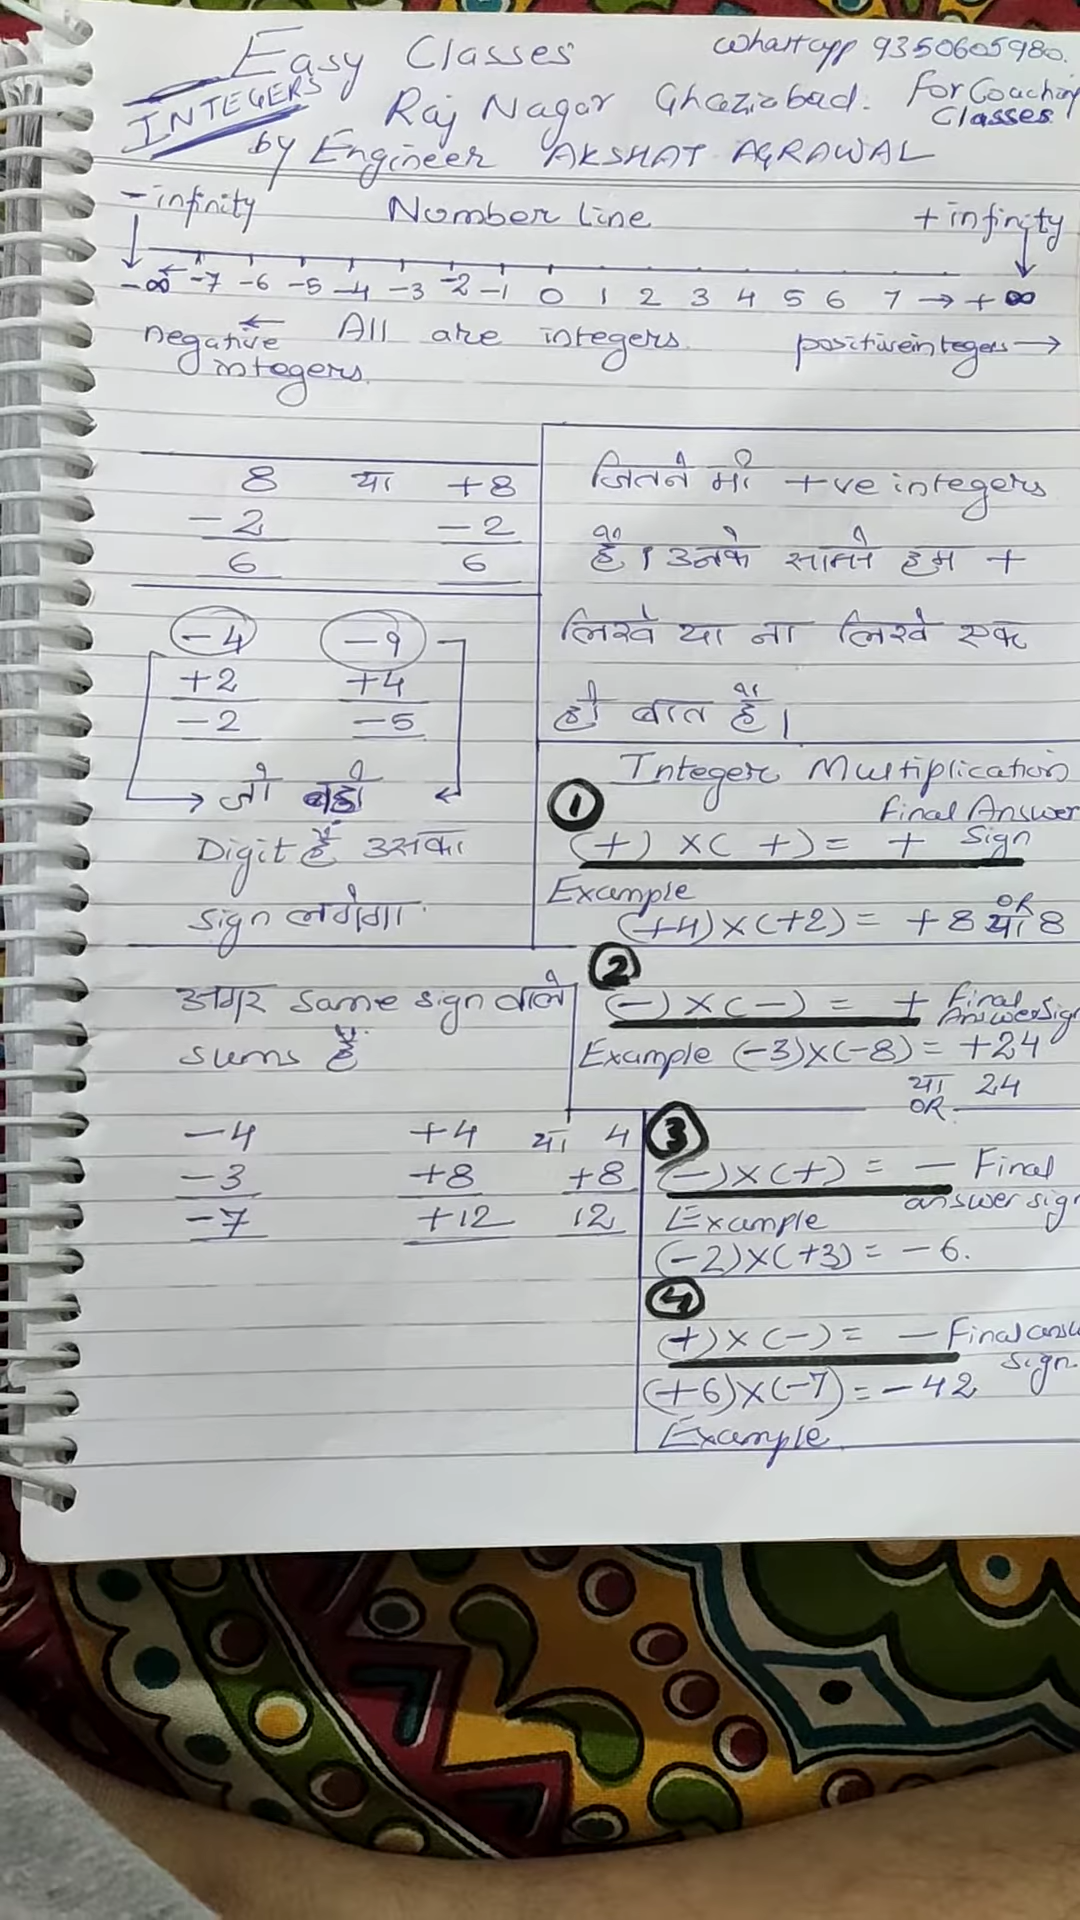 Easy Classes
Whatsapp 9350605980.
INTEGERS
Raj Nagar Ghaziabad. For Coaching
Classes
by Engineer AKSHAT AGRAWAL
- infinity Number line + infinity
-∞ ← -7 -6 -5 -4 -3 -2 -1 0 1 2 3 4 5 6 7 → + ∞
negative ← All are integers. positive integers →
integers.
8 या +8
-2 -2
6 6
-4 -9
+2 +4
-2 -5
→ जो बड़ी ←
Digit है उसका
sign लगेगा.
अगर same sign वाले
sums हैं
-4 +4 या 4
-3 +8 +8
-7 +12 12
जितने भी +ve integers
हैं। उनके सामने हम +
लिखे या ना लिखे एक
ही बात है।
Integer Multiplication
1 Final Answer
(+) × (+) = + Sign
Example
(+4)×(+2) = +8 OR या 8
2
(-) × (-) = + Final
Answer sign
Example (-3)×(-8) = +24
या 24
OR
3
(-)×(+) = - Final
answer sign
Example
(-2)×(+3) = -6.
4
(+)×(-) = - Final answ
sign.
(+6)×(-7) = -42
Example